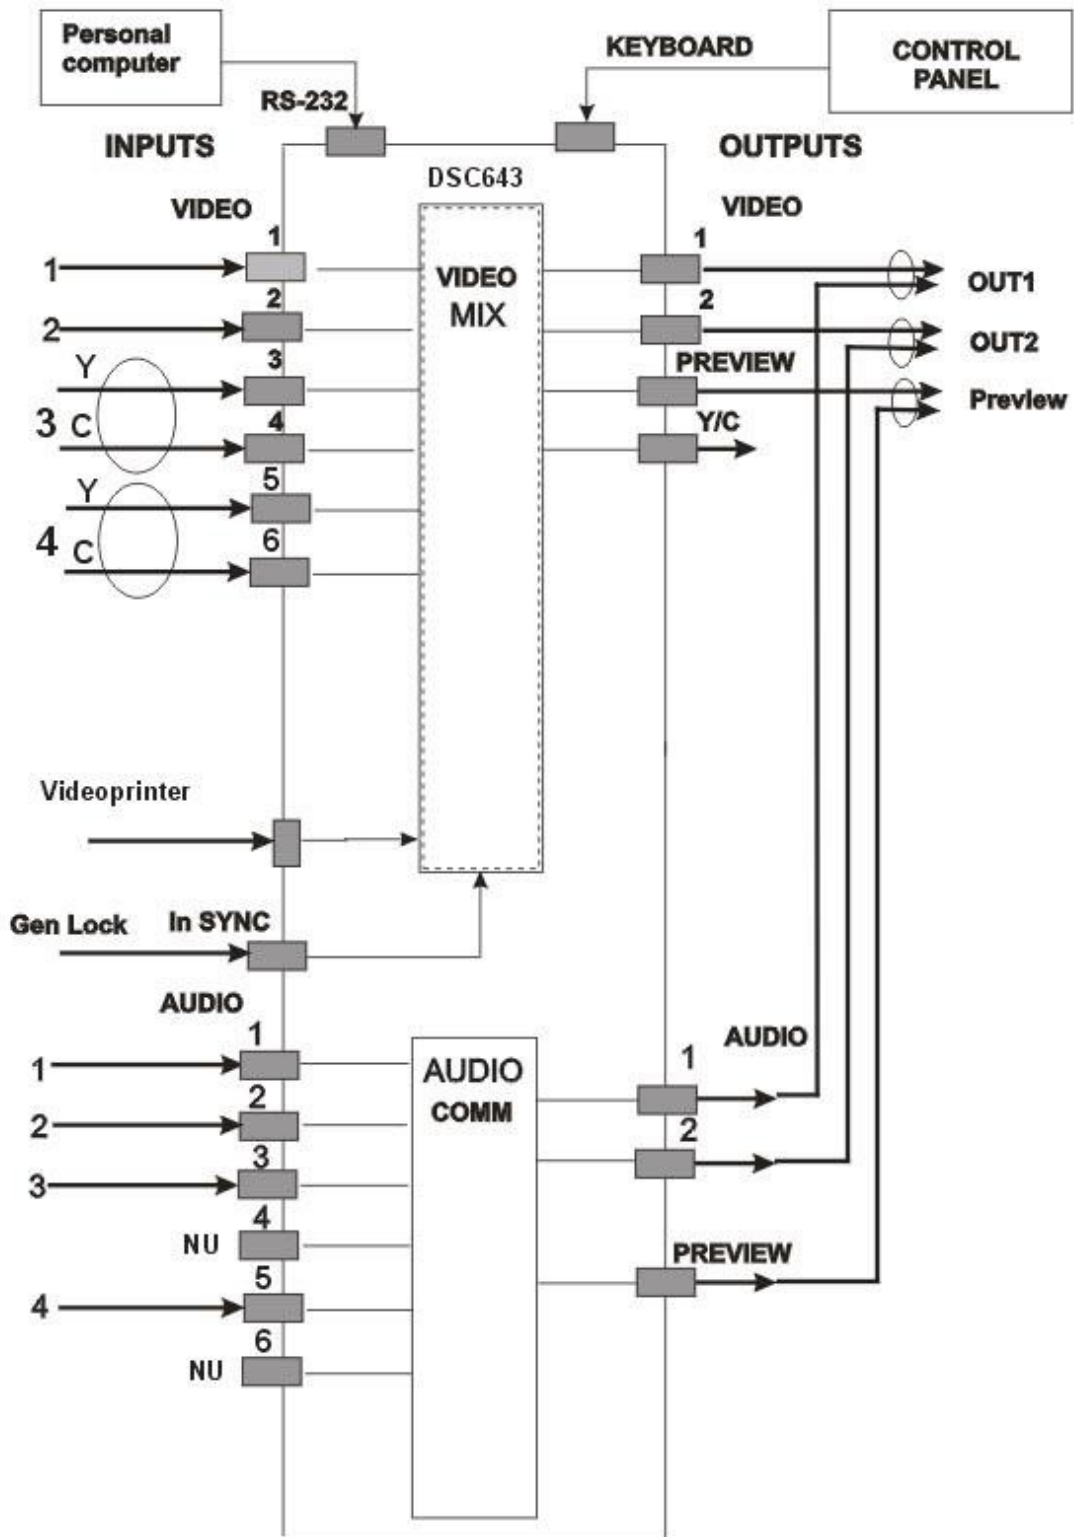 Personal
computer
KEYBOARD
CONTROL
PANEL
RS-232
INPUTS
OUTPUTS
DSC643
VIDEO
VIDEO
1
1
1
VIDEO
MIX
OUT1
2
2
2
OUT2
Y
3
PREVIEW
Preview
3
C
4
Y/C
Y
5
4
C
6
Videoprinter
Gen Lock
In SYNC
AUDIO
AUDIO
1
1
1
AUDIO
COMM
2
2
2
3
3
NU
4
PREVIEW
5
4
6
NU